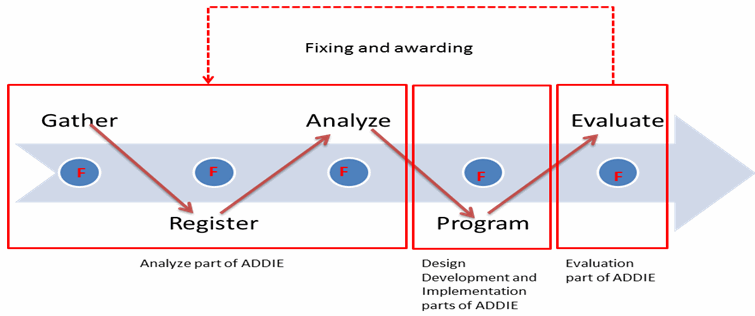 Fixing and awarding
Gather
Analyze
Evaluate
F
F
F
F
F
Register
Program
Analyze part of ADDIE
Design
Development and
Implementation
parts of ADDIE
Evaluation
part of ADDIE